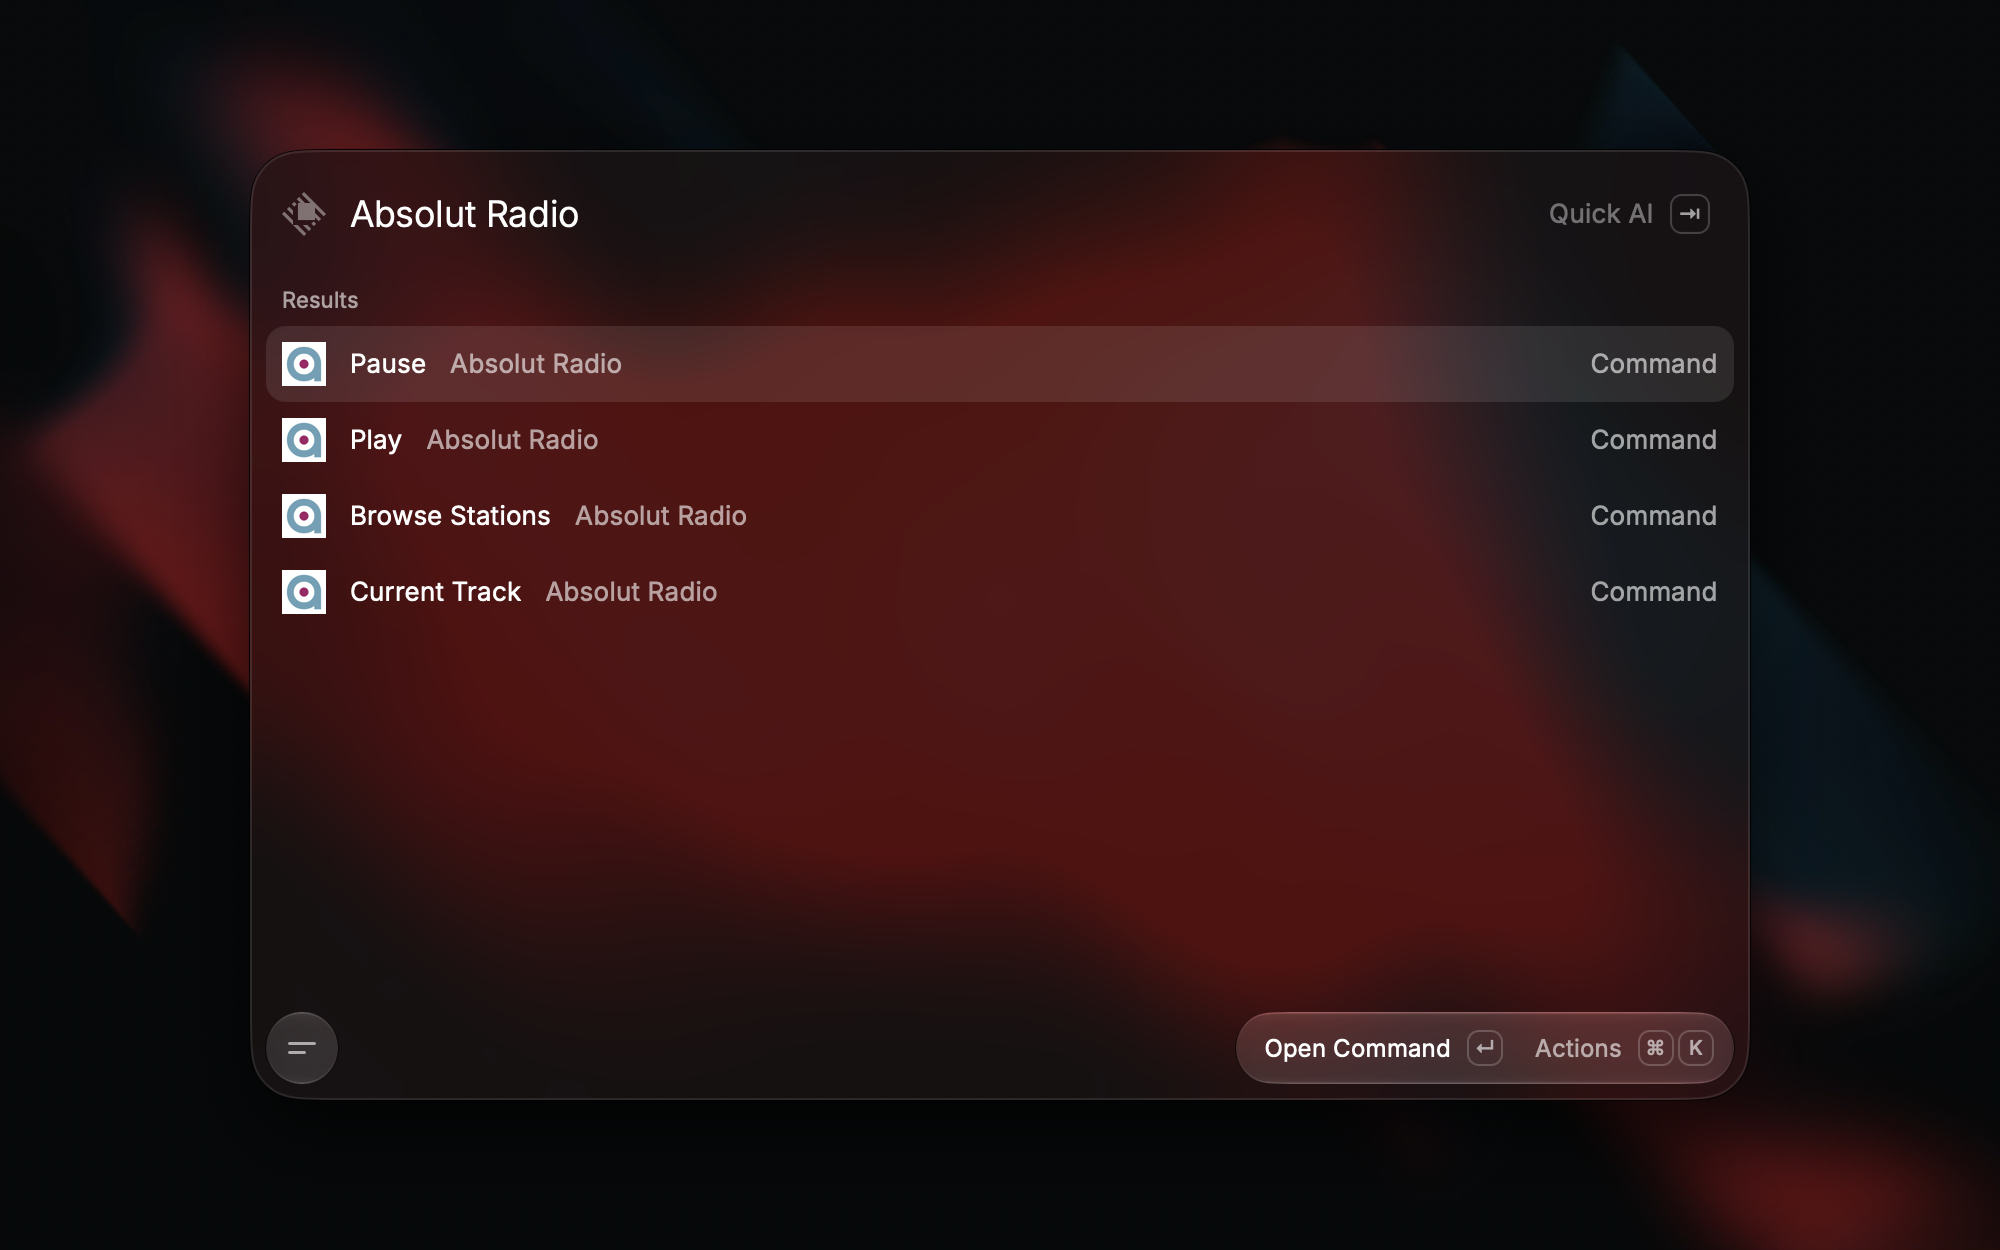 Absolut Radio Quick AI
Results
Pause Absolut Radio Command
Play Absolut Radio Command
Browse Stations Absolut Radio Command
Current Track Absolut Radio Command
Open Command ↵ Actions ⌘ K